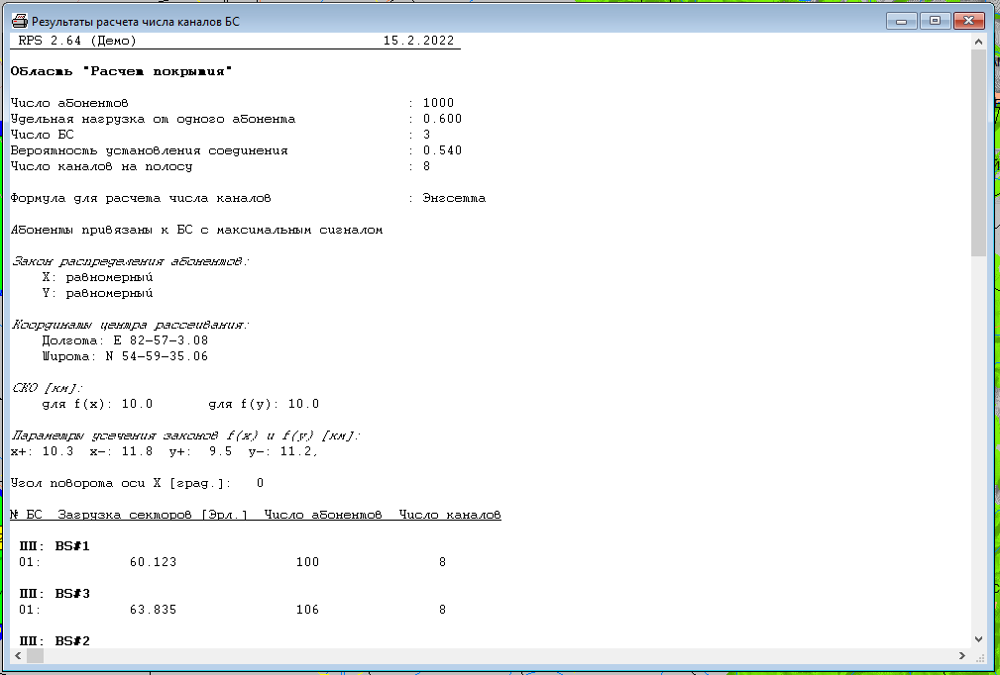 Результаты расчета числа каналов БС
RPS 2.64 (Демо) 15.2.2022
Область "Расчет покрытия"
Число абонентов : 1000
Удельная нагрузка от одного абонента : 0.600
Число БС : 3
Вероятность установления соединения : 0.540
Число каналов на полосу : 8
Формула для расчета числа каналов : Энгсетта
Абоненты привязаны к БС с максимальным сигналом
Закон распределения абонентов:
X: равномерный
Y: равномерный
Координаты центра рассеивания:
Долгота: E 82-57-3.08
Широта: N 54-59-35.06
СКО [км]:
для f(x): 10.0 для f(y): 10.0
Параметры усечения законов f(x) и f(y) [км]:
x+: 10.3 x-: 11.8 y+: 9.5 y-: 11.2,
Угол поворота оси X [град.]: 0
№ БС Загрузка секторов [Эрл.] Число абонентов Число каналов
ПП: BS#1
01: 60.123 100 8
ПП: BS#3
01: 63.835 106 8
ПП: BS#2